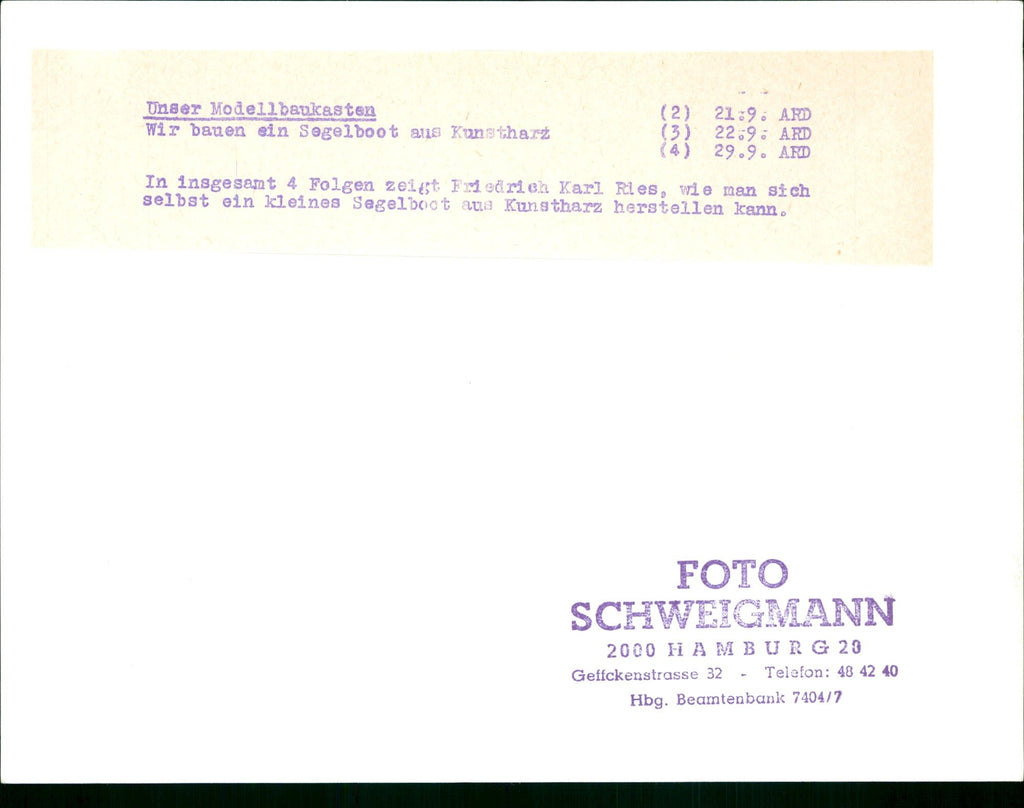 Unser Modellbaukasten (2) 21.9. ARD
Wir bauen ein Segelboot aus Kunstharz (3) 22.9. ARD
(4) 29.9. ARD
In insgesamt 4 Folgen zeigt Friedrich Karl Ries, wie man sich
selbst ein kleines Segelboot aus Kunstharz herstellen kann.
FOTO
SCHWEIGMANN
2000 HAMBURG 20
Geffckenstrasse 32 - Telefon: 48 42 40
Hbg. Beamtenbank 7404/7